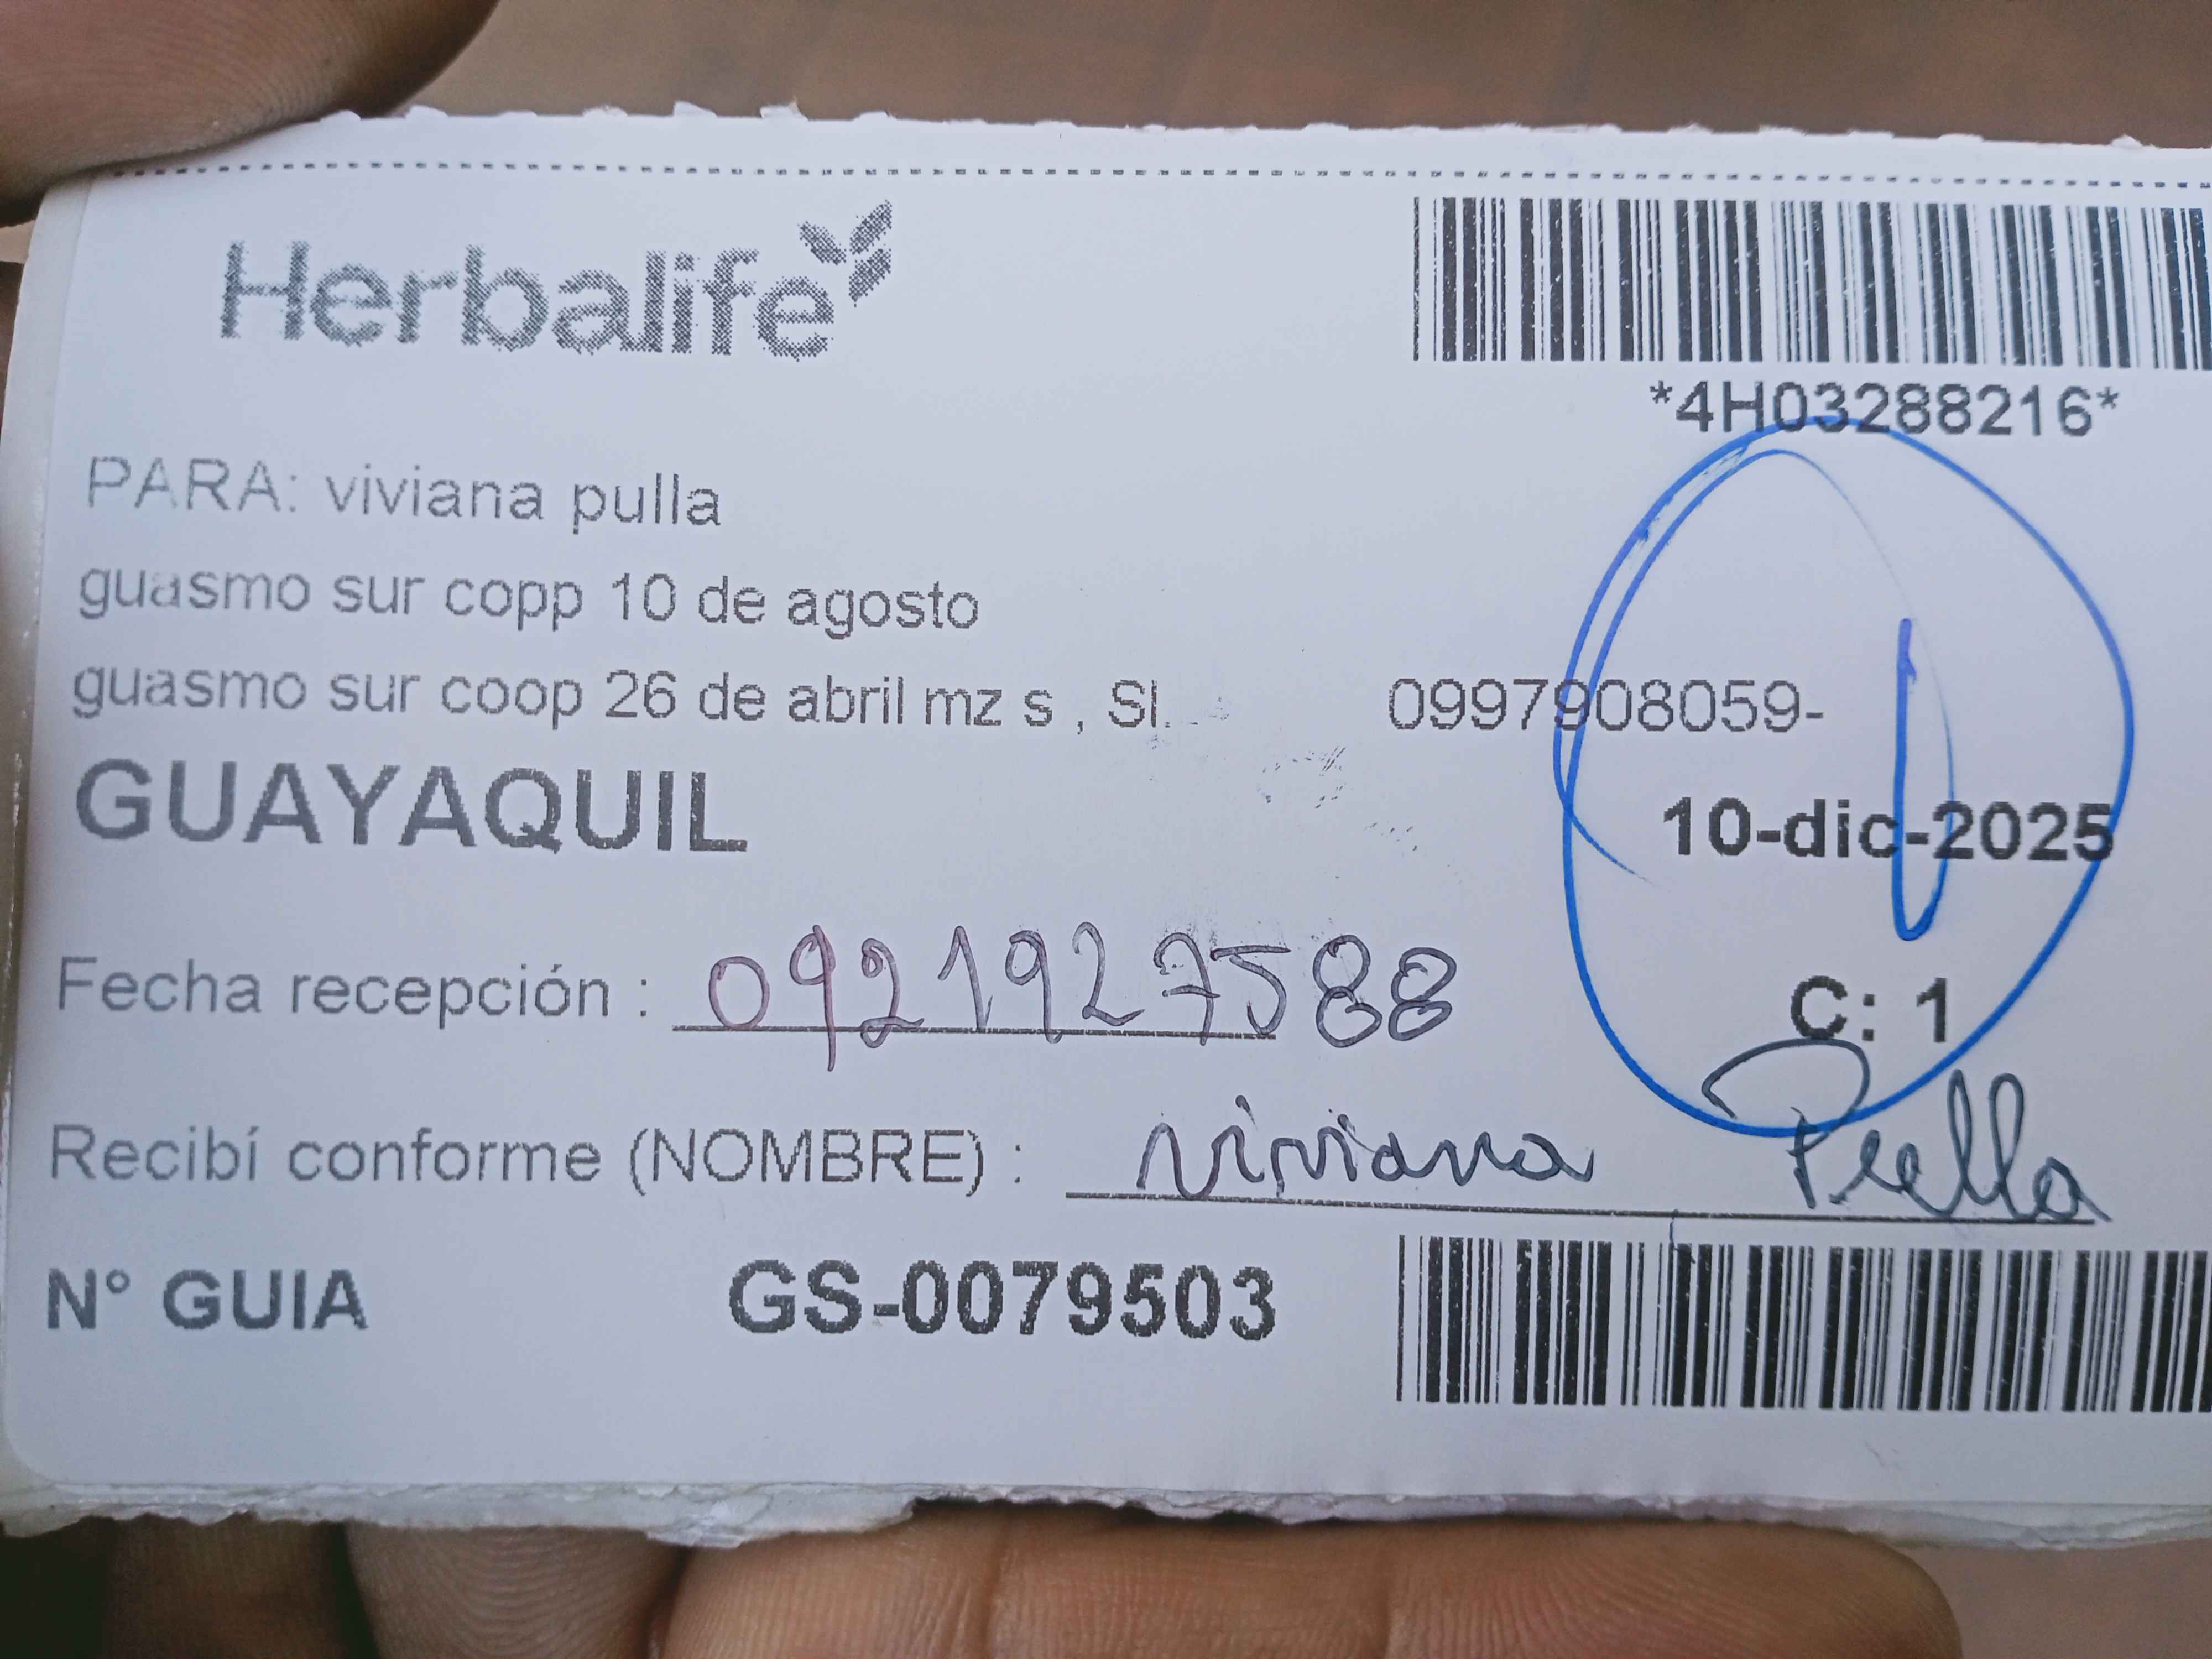 Herbalife
*4H03288216*
PARA: viviana pulla
guasmo sur copp 10 de agosto
guasmo sur coop 26 de abril mz s , Sl. 0997908059-
GUAYAQUIL 10-dic-2025
Fecha recepción : 0921927588 C: 1
Recibí conforme (NOMBRE) : Viviana Pulla
N° GUIA GS-0079503